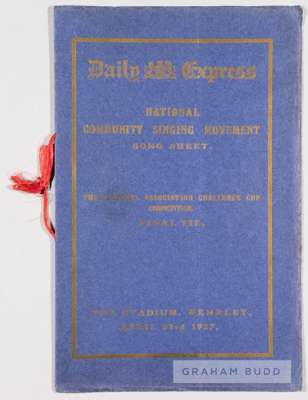 Daily Express
NATIONAL
COMMUNITY SINGING MOVEMENT
SONG SHEET.
THE FOOTBALL ASSOCIATION CHALLENGE CUP
COMPETITION.
FINAL TIE.
THE STADIUM, WEMBLEY,
APRIL 23rd 1927.
GRAHAM BUDD